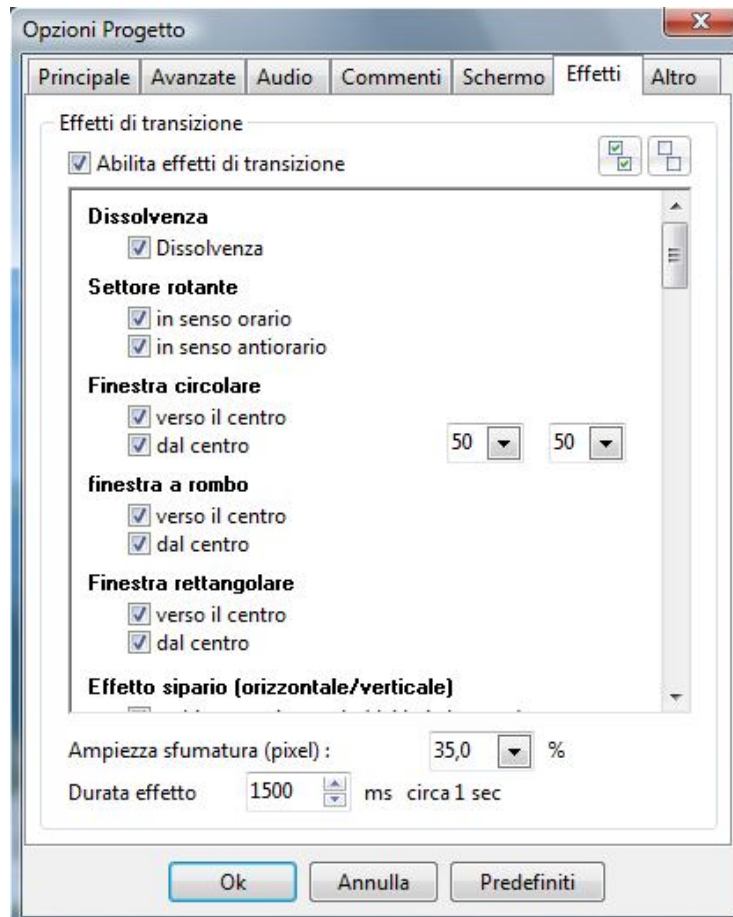 Opzioni Progetto
Principale Avanzate Audio Commenti Schermo Effetti Altro
Effetti di transizione
Abilita effetti di transizione
Dissolvenza
Dissolvenza
Settore rotante
in senso orario
in senso antiorario
Finestra circolare
verso il centro
dal centro 50 50
finestra a rombo
verso il centro
dal centro
Finestra rettangolare
verso il centro
dal centro
Effetto sipario (orizzontale/verticale)
Ampiezza sfumatura (pixel) : 35,0 %
Durata effetto 1500 ms circa 1 sec
Ok Annulla Predefiniti